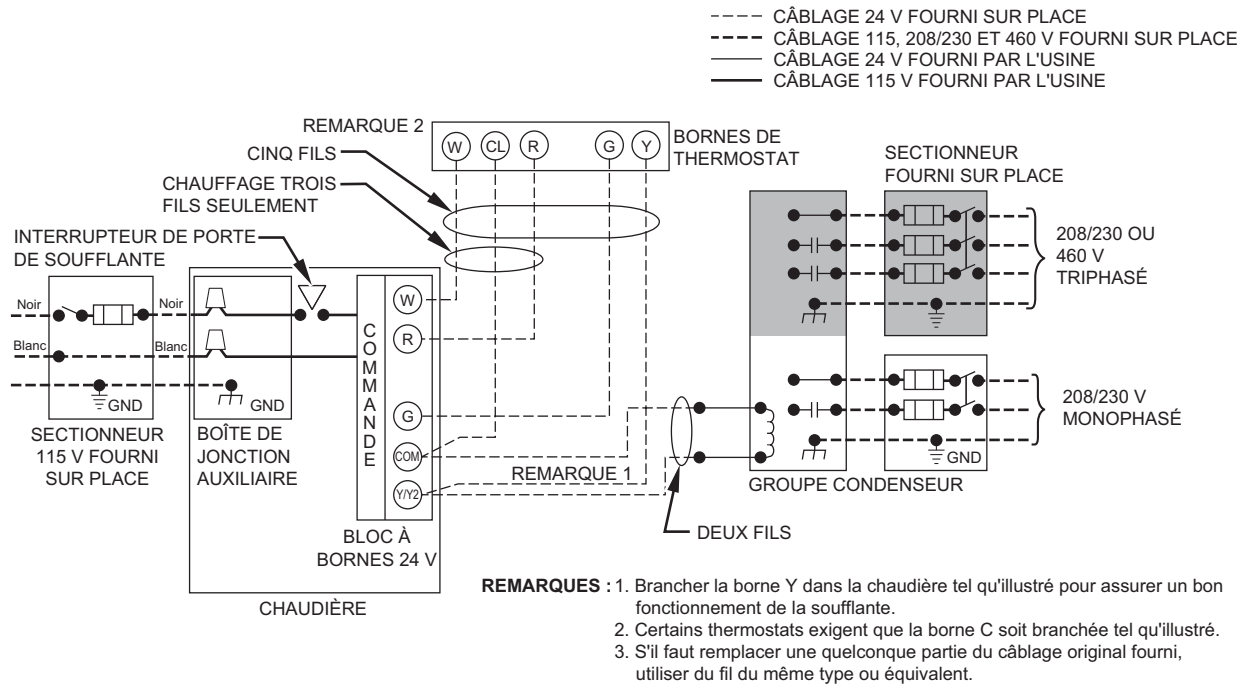 CÂBLAGE 24 V FOURNI SUR PLACE
CÂBLAGE 115, 208/230 ET 460 V FOURNI SUR PLACE
CÂBLAGE 24 V FOURNI PAR L'USINE
CÂBLAGE 115 V FOURNI PAR L'USINE
REMARQUE 2
W
CL
R
G
Y
BORNES DE
THERMOSTAT
CINQ FILS
CHAUFFAGE TROIS
FILS SEULEMENT
INTERRUPTEUR DE PORTE
DE SOUFFLANTE
SECTIONNEUR
FOURNI SUR PLACE
208/230 OU
460 V
TRIPHASÉ
Noir
Noir
Blanc
Blanc
GND
GND
SECTIONNEUR
115 V FOURNI
SUR PLACE
BOÎTE DE
JONCTION
AUXILIAIRE
COMMANDE
W
R
G
COM
Y/Y2
REMARQUE 1
BLOC À
BORNES 24 V
CHAUDIÈRE
DEUX FILS
GROUPE CONDENSEUR
GND
208/230 V
MONOPHASÉ
REMARQUES : 1. Brancher la borne Y dans la chaudière tel qu'illustré pour assurer un bon
fonctionnement de la soufflante.
2. Certains thermostats exigent que la borne C soit branchée tel qu'illustré.
3. S'il faut remplacer une quelconque partie du câblage original fourni,
utiliser du fil du même type ou équivalent.